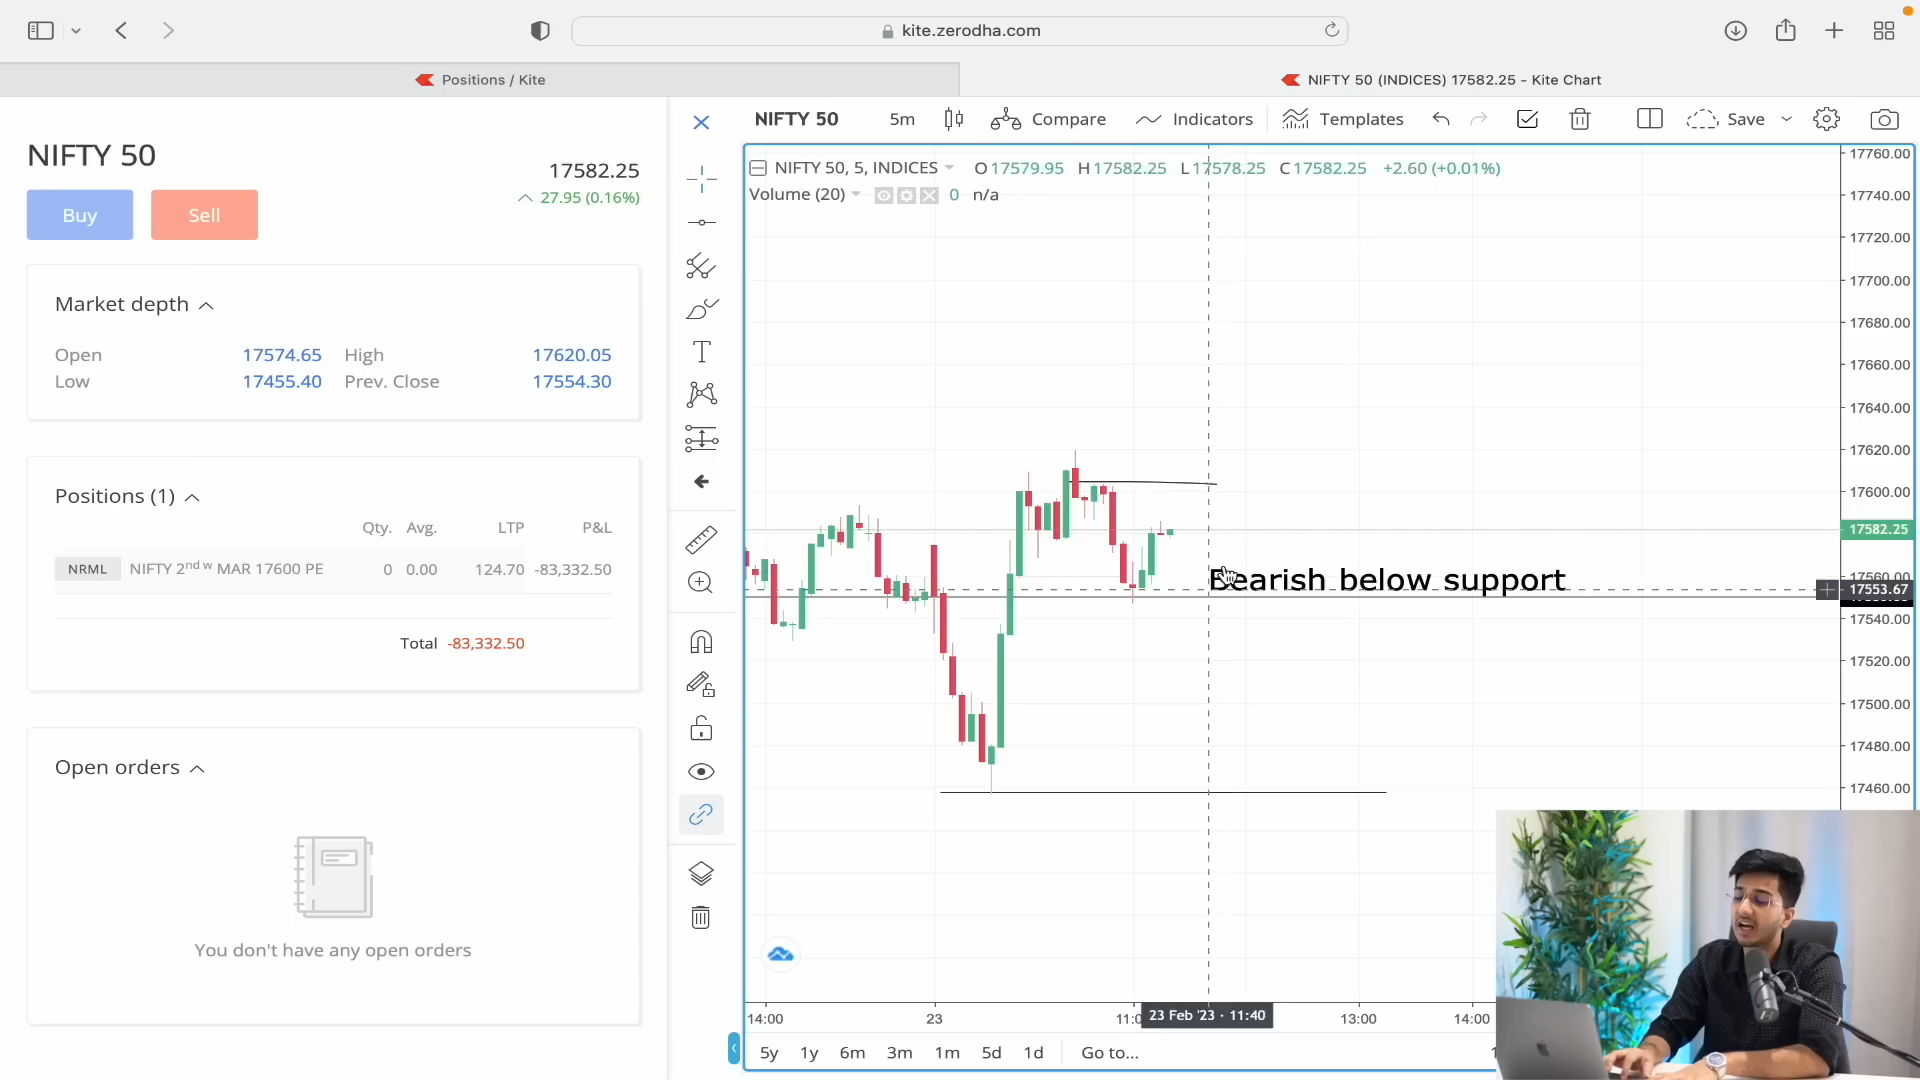 kite.zerodha.com
Positions / Kite
NIFTY 50 (INDICES) 17582.25 – Kite Chart
NIFTY 50
17582.25
27.95 (0.16%)
Buy
Sell
Market depth
Open 17574.65 High 17620.05
Low 17455.40 Prev. Close 17554.30
Positions (1)
Qty. Avg. LTP P&L
NRML NIFTY 2nd w MAR 17600 PE 0 0.00 124.70 -83,332.50
Total -83,332.50
Open orders
You don't have any open orders
NIFTY 50 5m Compare Indicators Templates Save
NIFTY 50, 5, INDICES O 17579.95 H 17582.25 L 17578.25 C 17582.25 +2.60 (+0.01%)
Volume (20) 0 n/a
17760.00
17740.00
17720.00
17700.00
17680.00
17660.00
17640.00
17620.00
17600.00
17582.25
17560.00
Bearish below support
17553.67
17540.00
17520.00
17500.00
17480.00
17460.00
14:00 23 11:0 23 Feb '23 · 11:40 13:00 14:00
5y 1y 6m 3m 1m 5d 1d Go to...